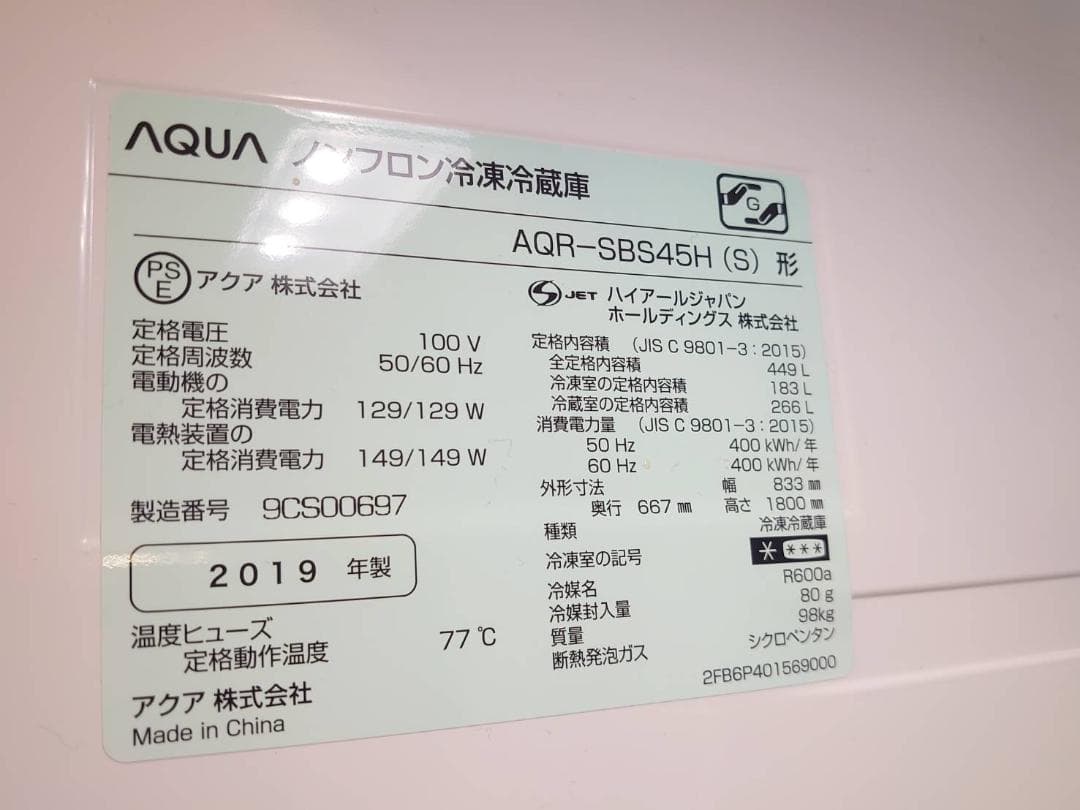 AQUA ノンフロン冷凍冷蔵庫
G
AQR-SBS45H (S) 形
PSE アクア 株式会社
定格電圧 100 V
定格周波数 50/60 Hz
電動機の
定格消費電力 129/129 W
電熱装置の
定格消費電力 149/149 W
製造番号 9CS00697
2019 年製
温度ヒューズ
定格動作温度 77 ℃
アクア 株式会社
Made in China
S JET ハイアールジャパン
ホールディングス 株式会社
定格内容積 (JIS C 9801-3 : 2015)
全定格内容積 449 L
冷凍室の定格内容積 183 L
冷蔵室の定格内容積 266 L
消費電力量 (JIS C 9801-3 : 2015)
50 Hz 400 kWh/年
60 Hz 400 kWh/年
外形寸法 幅 833 mm
奥行 667 mm 高さ 1800 mm
種類 冷凍冷蔵庫
冷凍室の記号 * ***
冷媒名 R600a
冷媒封入量 80 g
質量 98kg
断熱発泡ガス シクロペンタン
2FB6P401569000